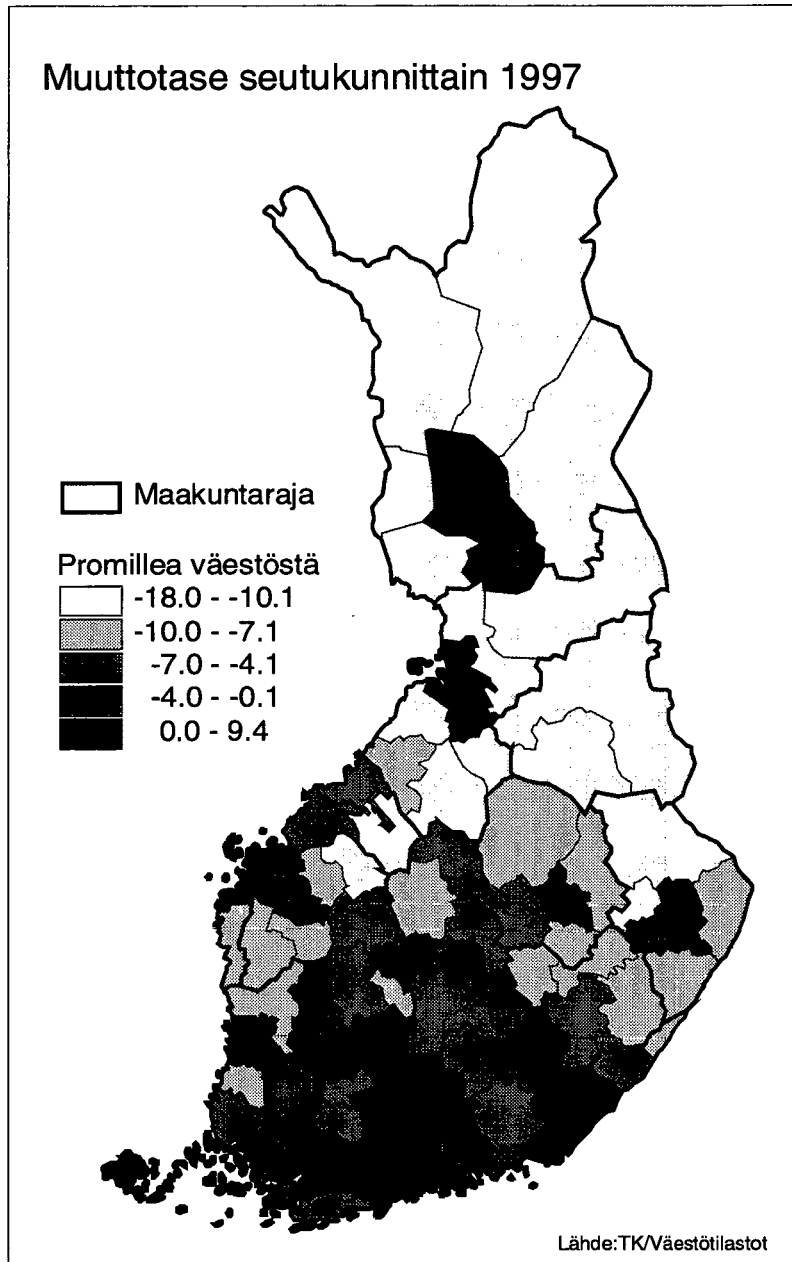 Muuttotase seutukunnittain 1997
Maakuntaraja
Promillea väestöstä
-18.0 - -10.1
-10.0 - -7.1
-7.0 - -4.1
-4.0 - -0.1
0.0 - 9.4
Lähde:TK/Väestötilastot